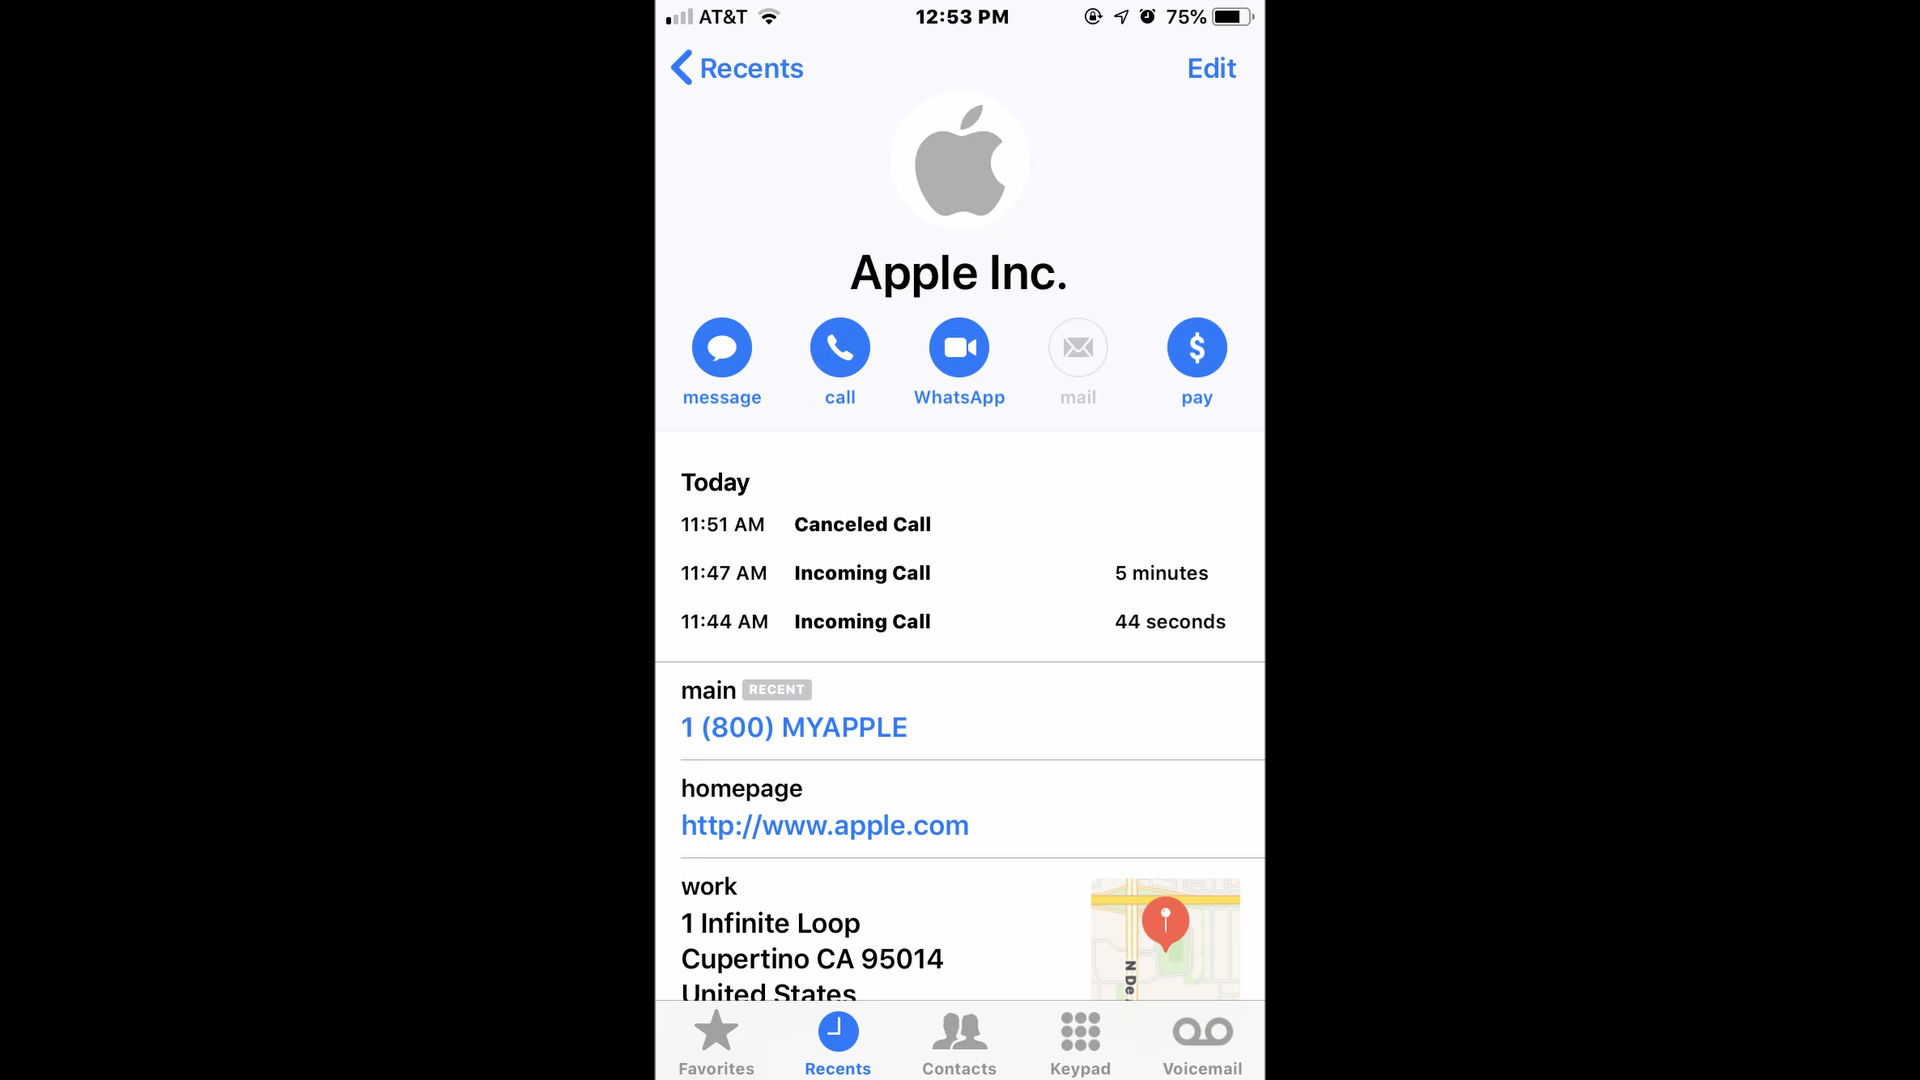 AT&T 12:53 PM 75%
Recents Edit
Apple Inc.
message call WhatsApp mail pay
Today
11:51 AM Canceled Call
11:47 AM Incoming Call 5 minutes
11:44 AM Incoming Call 44 seconds
main RECENT
1 (800) MYAPPLE
homepage
http://www.apple.com
work
1 Infinite Loop
Cupertino CA 95014
United States
N De
Favorites Recents Contacts Keypad Voicemail